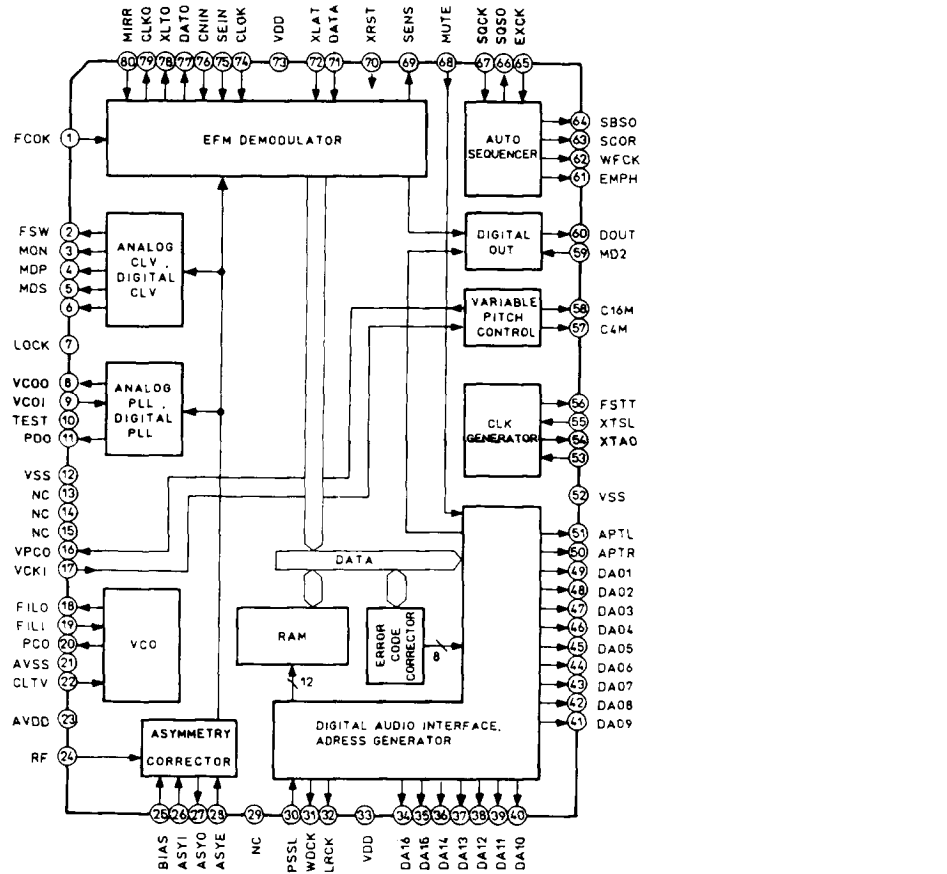 MIRR
CLKO
XLTO
DATO
CNIN
SEIN
CLOK
VDD
XLAT
DATA
XRST
SENS
MUTE
SQCK
SQSO
EXCK
80 79 78 77 76 75 74 73 72 71 70 69 68 67 66 65
FCOK 1
EFM DEMODULATOR
AUTO
SEQUENCER
64 SBSO
63 SCOR
62 WFCK
61 EMPH
FSW 2
MON 3
MDP 4
MDS 5
6
LOCK 7
ANALOG
CLV,
DIGITAL
CLV
DIGITAL
OUT
60 DOUT
59 MD2
VARIABLE
PITCH
CONTROL
58 C16M
57 C4M
VCOO 8
VCOI 9
TEST 10
PDO 11
ANALOG
PLL,
DIGITAL
PLL
CLK
GENERATOR
56 FSTT
55 XTSL
54 XTAO
53
VSS 12
NC 13
NC 14
NC 15
VPCO 16
VCKI 17
52 VSS
51 APTL
50 APTR
49 DA01
48 DA02
47 DA03
46 DA04
45 DA05
44 DA06
43 DA07
42 DA08
41 DA09
DATA
FILO 18
FILI 19
PCO 20
AVSS 21
CLTV 22
AVDD 23
RF 24
VCO
RAM
ERROR
CODE
CORRECTOR
8
12
ASYMMETRY
CORRECTOR
DIGITAL AUDIO INTERFACE,
ADRESS GENERATOR
25 26 27 28 29 30 31 32 33 34 35 36 37 38 39 40
BIAS
ASYI
ASYO
ASYE
NC
PSSL
WDCK
LRCK
VDD
DA16
DA15
DA14
DA13
DA12
DA11
DA10